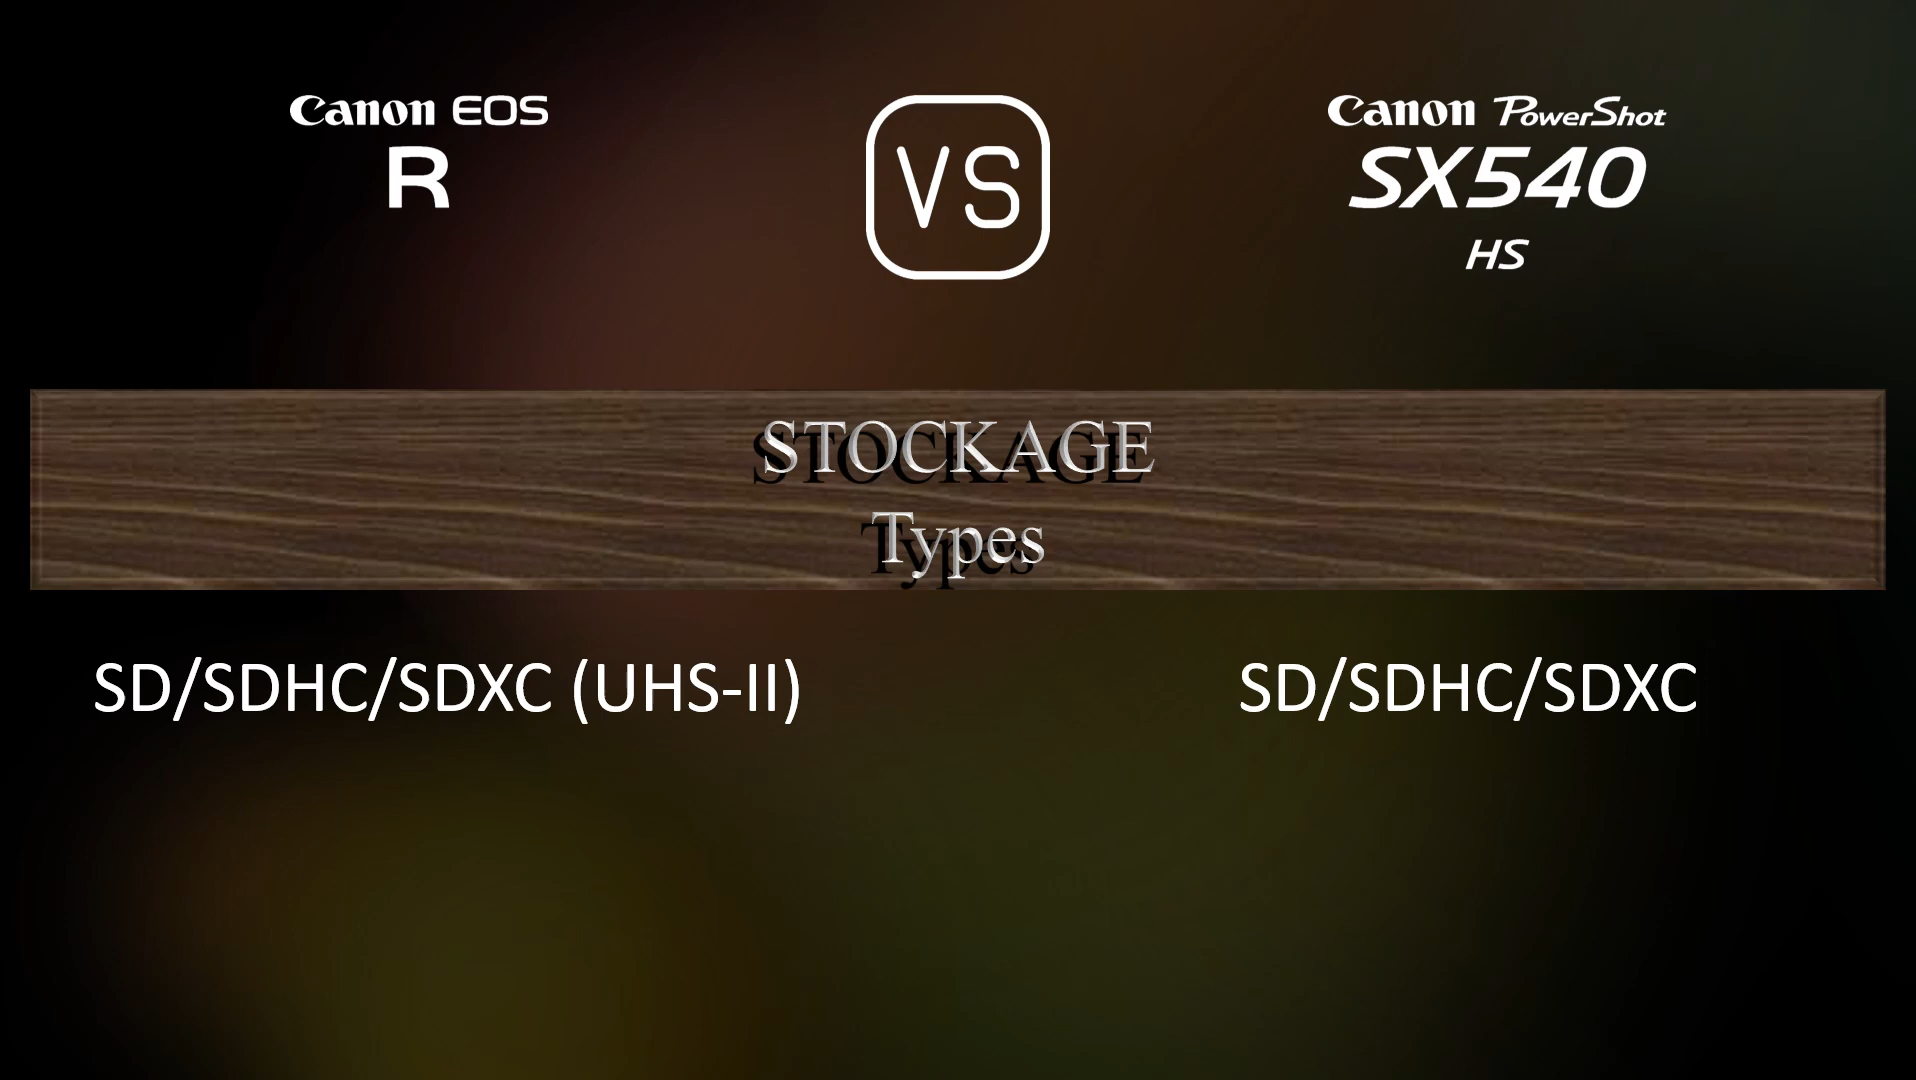 Canon EOS
R
VS
Canon PowerShot
SX540
HS
STOCKAGE
Types
SD/SDHC/SDXC (UHS-II)
SD/SDHC/SDXC